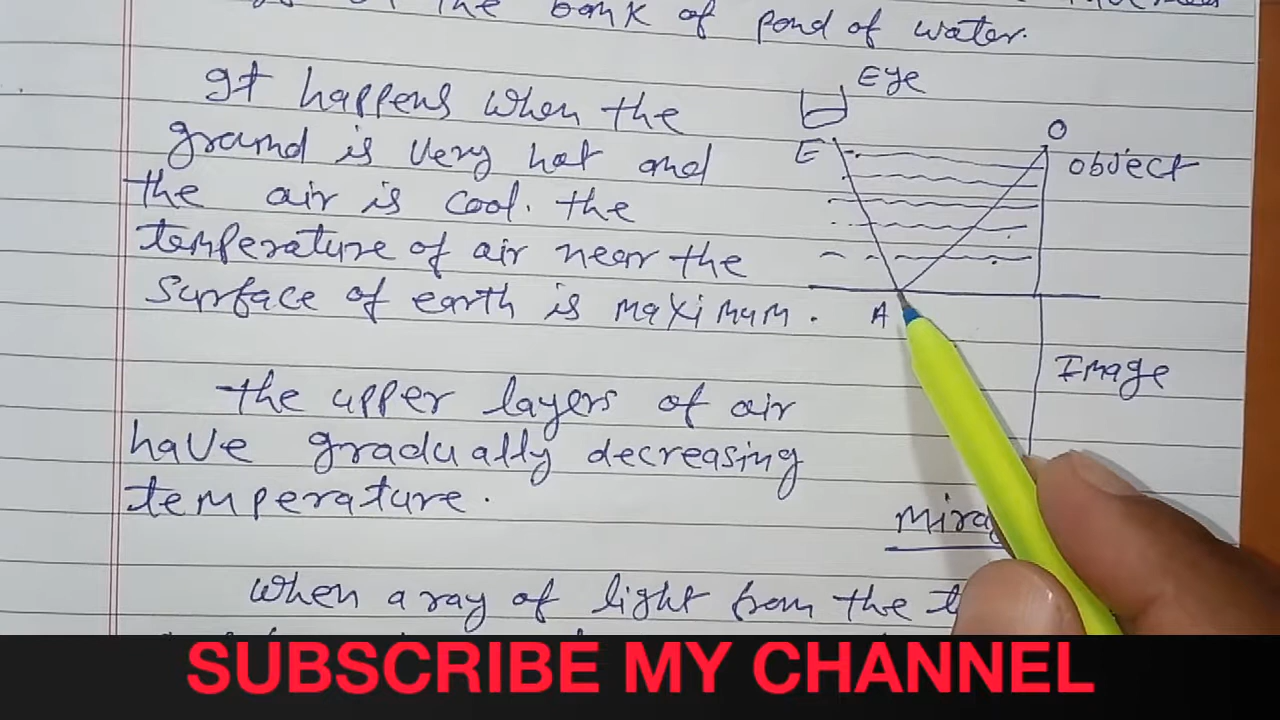 the bank of pond of water.
It happens when the
ground is very hot and
the air is cool. the
temperature of air near the
surface of earth is maximum.
the upper layers of air
have gradually decreasing
temperature.
when a ray of light from the
Eye
E
O
object
A
Image
SUBSCRIBE MY CHANNEL